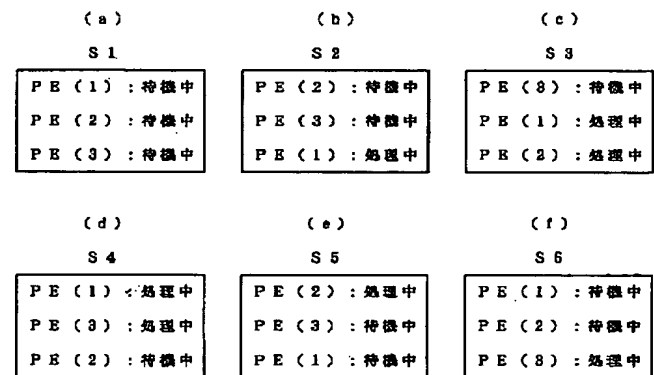 (a) (b) (c)
S1 S2 S3
PE(1):待機中 PE(2):待機中 PE(3):待機中
PE(2):待機中 PE(3):待機中 PE(1):処理中
PE(3):待機中 PE(1):処理中 PE(2):処理中
(d) (e) (f)
S4 S5 S6
PE(1):処理中 PE(2):処理中 PE(1):待機中
PE(3):処理中 PE(3):待機中 PE(2):待機中
PE(2):待機中 PE(1):待機中 PE(3):処理中